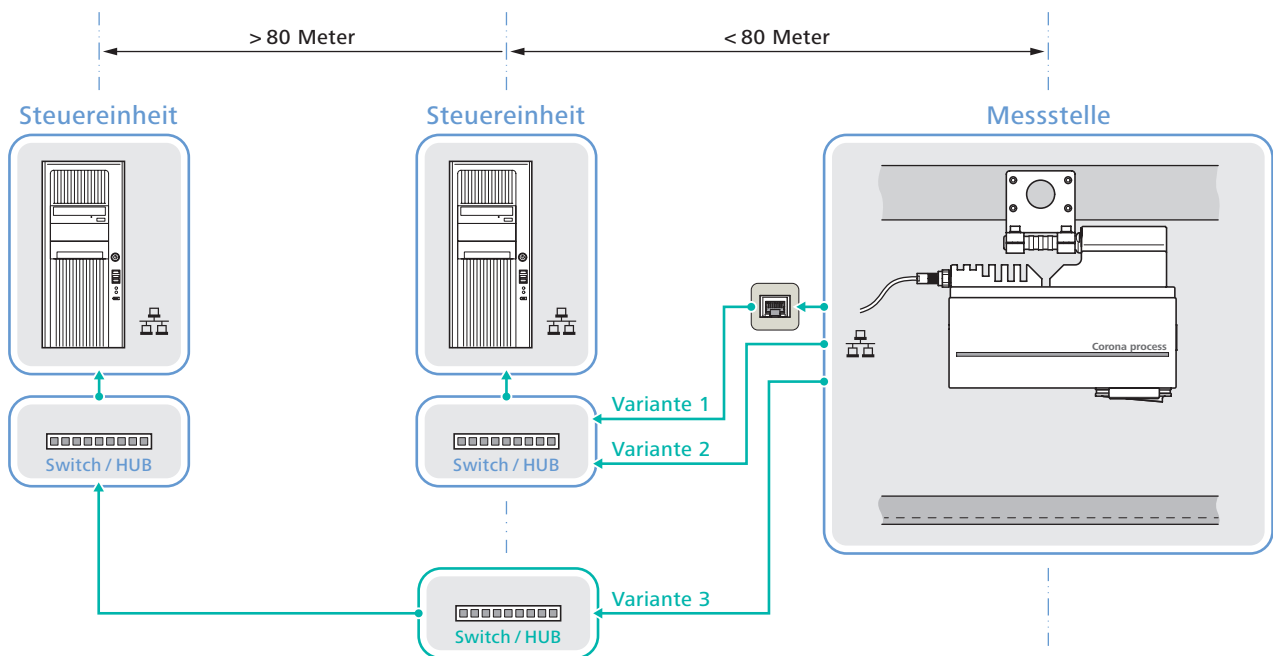 > 80 Meter
< 80 Meter
Steuereinheit
Steuereinheit
Messstelle
Corona process
Variante 1
Variante 2
Switch / HUB
Switch / HUB
Variante 3
Switch / HUB